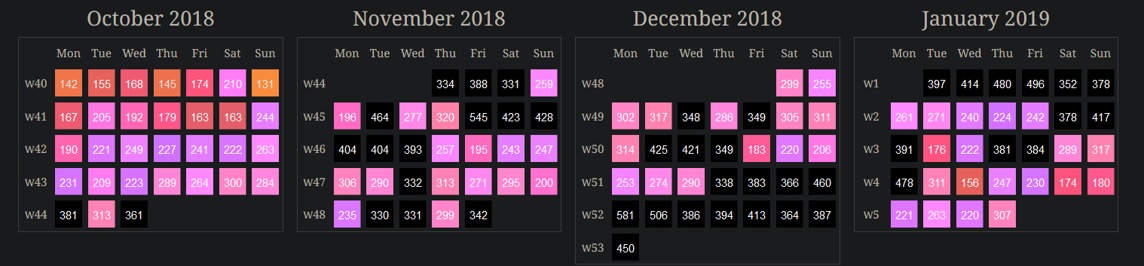 October 2018
Mon Tue Wed Thu Fri Sat Sun
w40 142 155 168 145 174 210 131
w41 167 205 192 179 163 163 244
w42 190 221 249 227 241 222 263
w43 231 209 223 289 264 300 284
w44 381 313 361
November 2018
Mon Tue Wed Thu Fri Sat Sun
w44 334 388 331 259
w45 196 464 277 320 545 423 428
w46 404 404 393 257 195 243 247
w47 306 290 332 313 271 295 200
w48 235 330 331 299 342
December 2018
Mon Tue Wed Thu Fri Sat Sun
w48 299 255
w49 302 317 348 286 349 305 311
w50 314 425 421 349 183 220 206
w51 253 274 290 338 383 366 460
w52 581 506 386 394 413 364 387
w53 450
January 2019
Mon Tue Wed Thu Fri Sat Sun
w1 397 414 480 496 352 378
w2 261 271 240 224 242 378 417
w3 391 176 222 381 384 289 317
w4 478 311 156 247 230 174 180
w5 221 263 220 307